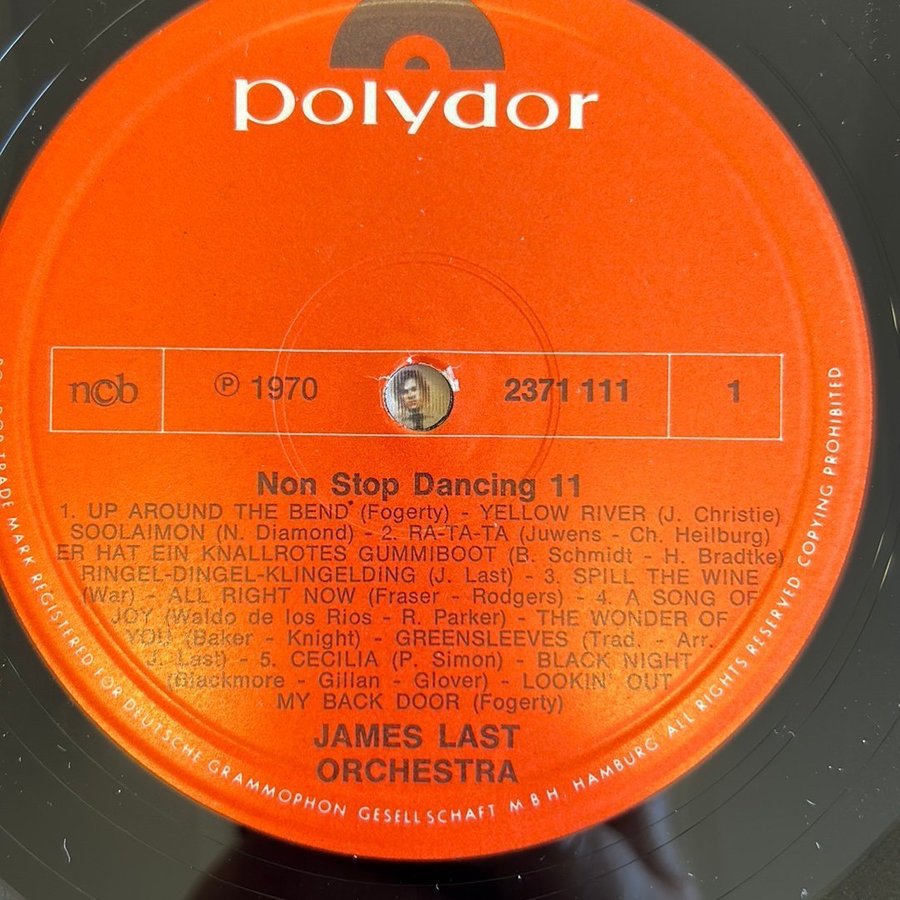 polydor
ncb
℗ 1970
2371 111
1
Non Stop Dancing 11
1. UP AROUND THE BEND (Fogerty) - YELLOW RIVER (J. Christie)
SOOLAIMON (N. Diamond) - 2. RA-TA-TA (Juwens - Ch. Heilburg)
ER HAT EIN KNALLROTES GUMMIBOOT (B. Schmidt - H. Bradtke)
RINGEL-DINGEL-KLINGELDING (J. Last) - 3. SPILL THE WINE
(War) - ALL RIGHT NOW (Fraser - Rodgers) - 4. A SONG OF
JOY (Waldo de los Rios - R. Parker) - THE WONDER OF
YOU (Baker - Knight) - GREENSLEEVES (Trad. - Arr.
J. Last) - 5. CECILIA (P. Simon) - BLACK NIGHT
(Blackmore - Gillan - Glover) - LOOKIN' OUT
MY BACK DOOR (Fogerty)
JAMES LAST
ORCHESTRA
TRADE MARK REGISTERED FOR DEUTSCHE GRAMMOPHON GESELLSCHAFT M B H, HAMBURG ALL RIGHTS RESERVED COPYING PROHIBITED